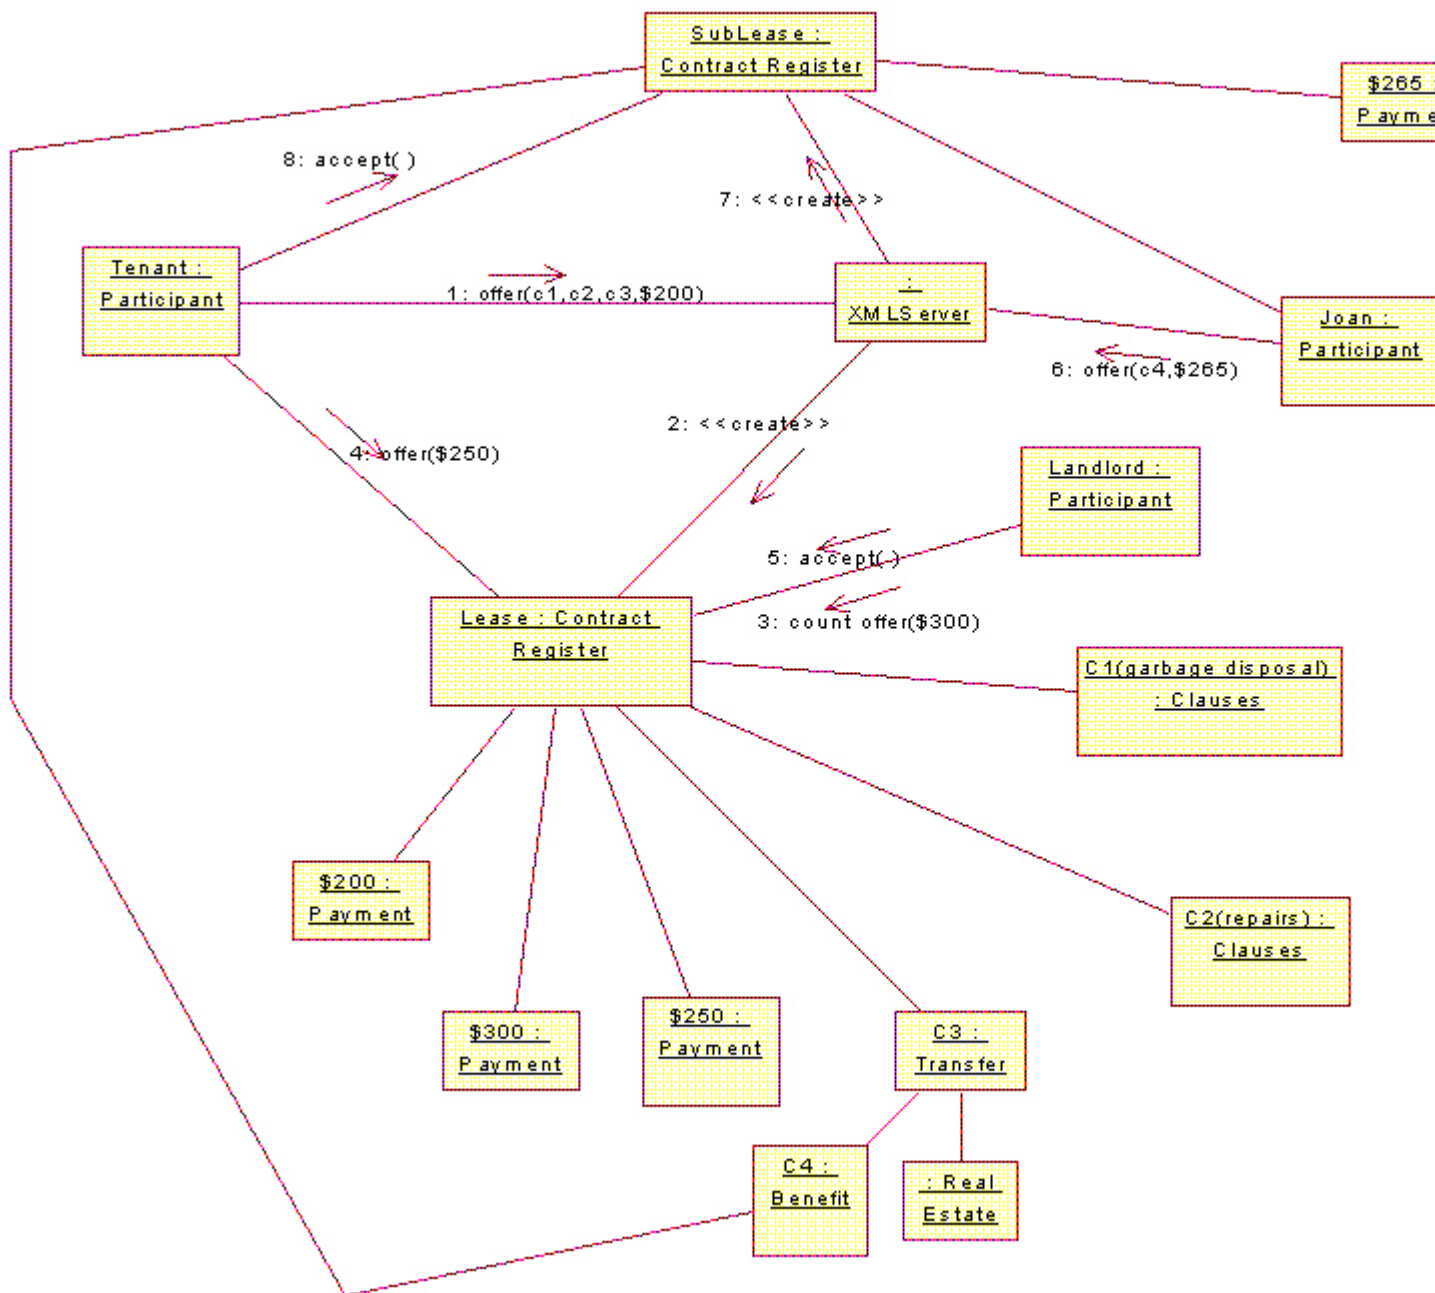 SubLease :
Contract Register
$265 :
Payme
8: accept( )
7: <<create>>
Tenant :
Participant
1: offer(c1,c2,c3,$200)
:
XMLServer
Joan :
Participant
6: offer(c4,$265)
2: <<create>>
4: offer($250)
Landlord :
Participant
5: accept( )
3: count offer($300)
Lease : Contract
Register
C1(garbage disposal)
: Clauses
$200 :
Payment
C2(repairs) :
Clauses
$300 :
Payment
$250 :
Payment
C3 :
Transfer
C4 :
Benefit
: Real
Estate